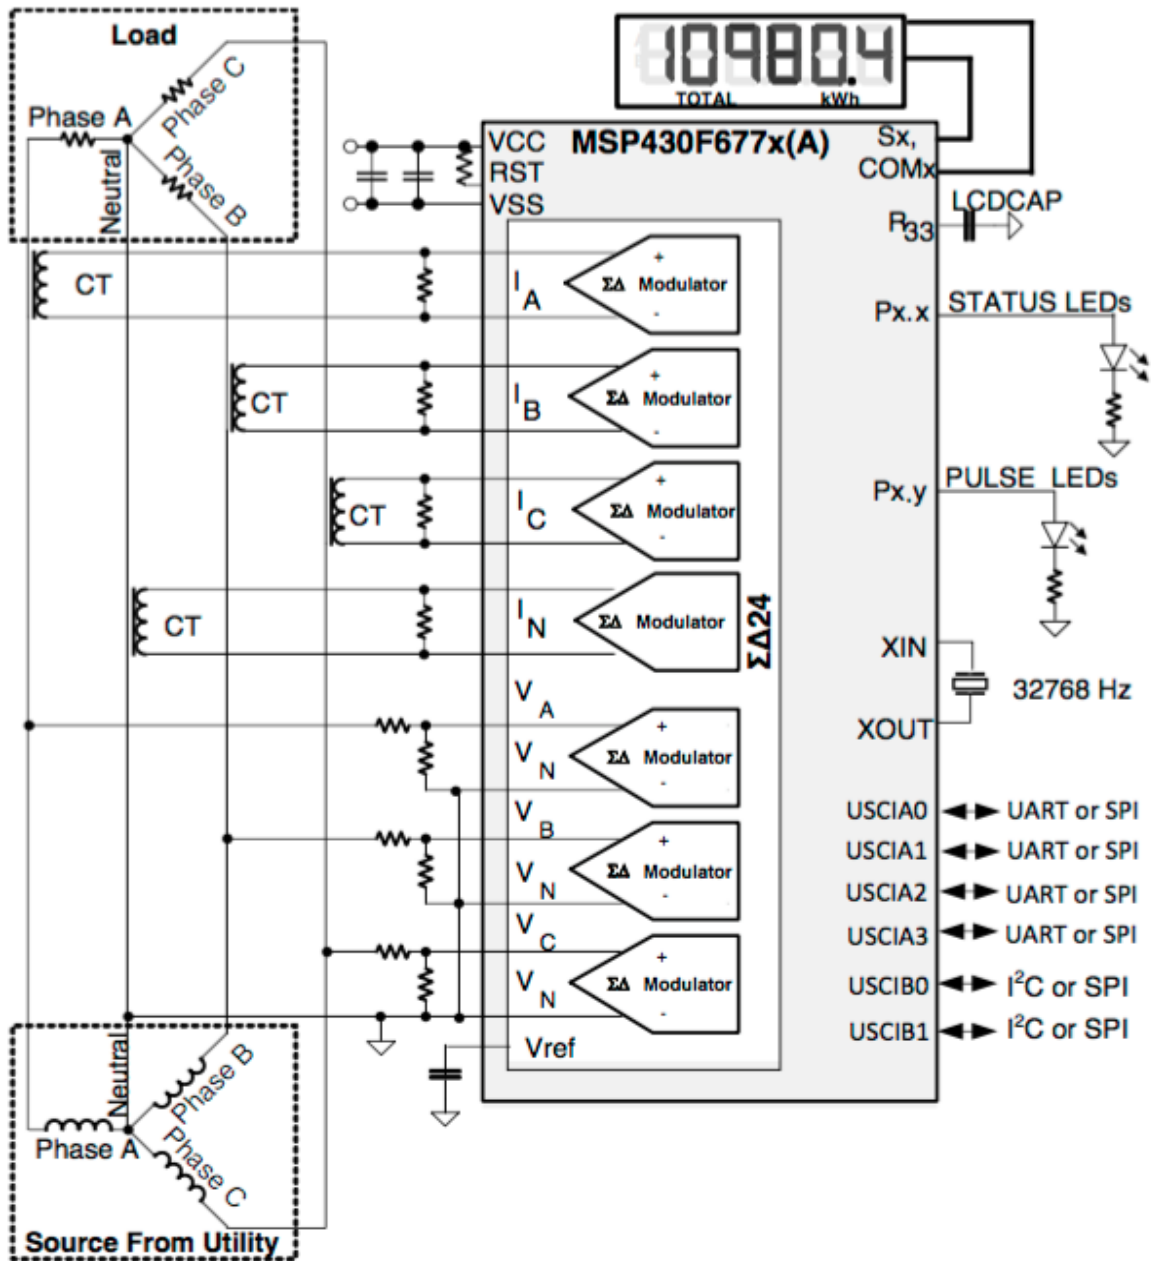 Load
Phase A
Phase C
Phase B
Neutral
10980.4
TOTAL kWh
MSP430F677x(A)
VCC
RST
VSS
Sx,
COMx
R33
LCDCAP
Px.x
STATUS LEDs
Px.y
PULSE LEDs
XIN
XOUT
32768 Hz
CT
IA
+
ΣΔ Modulator
-
CT
IB
+
ΣΔ Modulator
-
CT
IC
+
ΣΔ Modulator
-
CT
IN
ΣΔ Modulator
ΣΔ24
VA
+
VN
ΣΔ Modulator
-
VB
+
VN
ΣΔ Modulator
-
VC
+
VN
ΣΔ Modulator
-
Vref
USCIA0 UART or SPI
USCIA1 UART or SPI
USCIA2 UART or SPI
USCIA3 UART or SPI
USCIB0 I²C or SPI
USCIB1 I²C or SPI
Neutral
Phase B
Phase A
Phase C
Source From Utility